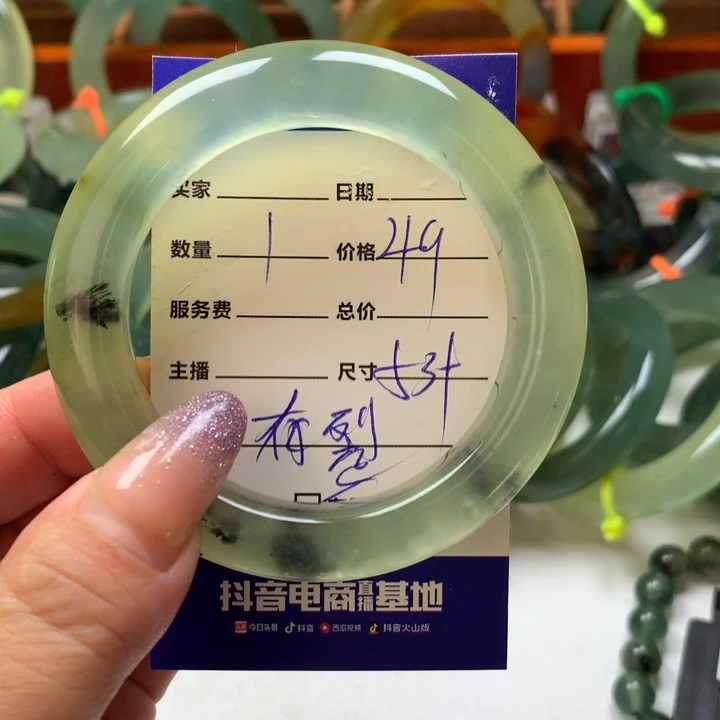 买家 日期
数量 1 价格 49
服务费 总价
主播 尺寸 53+
有裂
抖音电商直播基地
今日头条 抖音 西瓜视频 抖音火山版